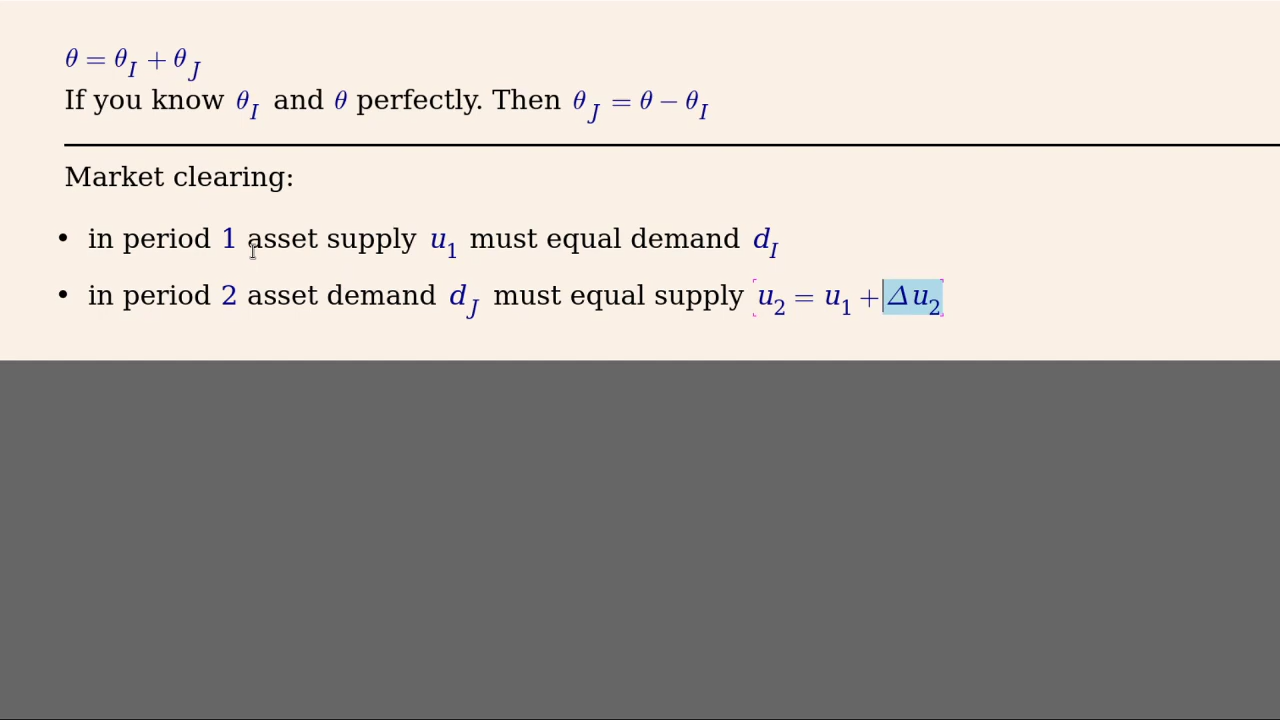 θ = θ_I + θ_J
If you know θ_I and θ perfectly. Then θ_J = θ − θ_I
Market clearing:
• in period 1 asset supply u_1 must equal demand d_I
• in period 2 asset demand d_J must equal supply u_2 = u_1 + Δu_2